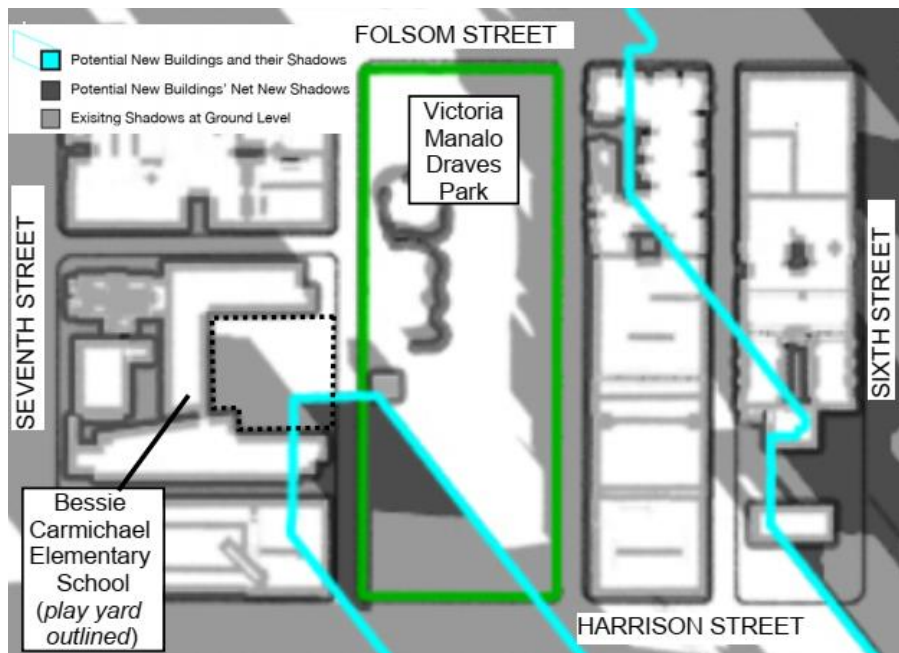 FOLSOM STREET
Potential New Buildings and their Shadows
Potential New Buildings' Net New Shadows
Exisitng Shadows at Ground Level
Victoria
Manalo
Draves
Park
SEVENTH STREET
SIXTH STREET
Bessie
Carmichael
Elementary
School
(play yard
outlined)
HARRISON STREET